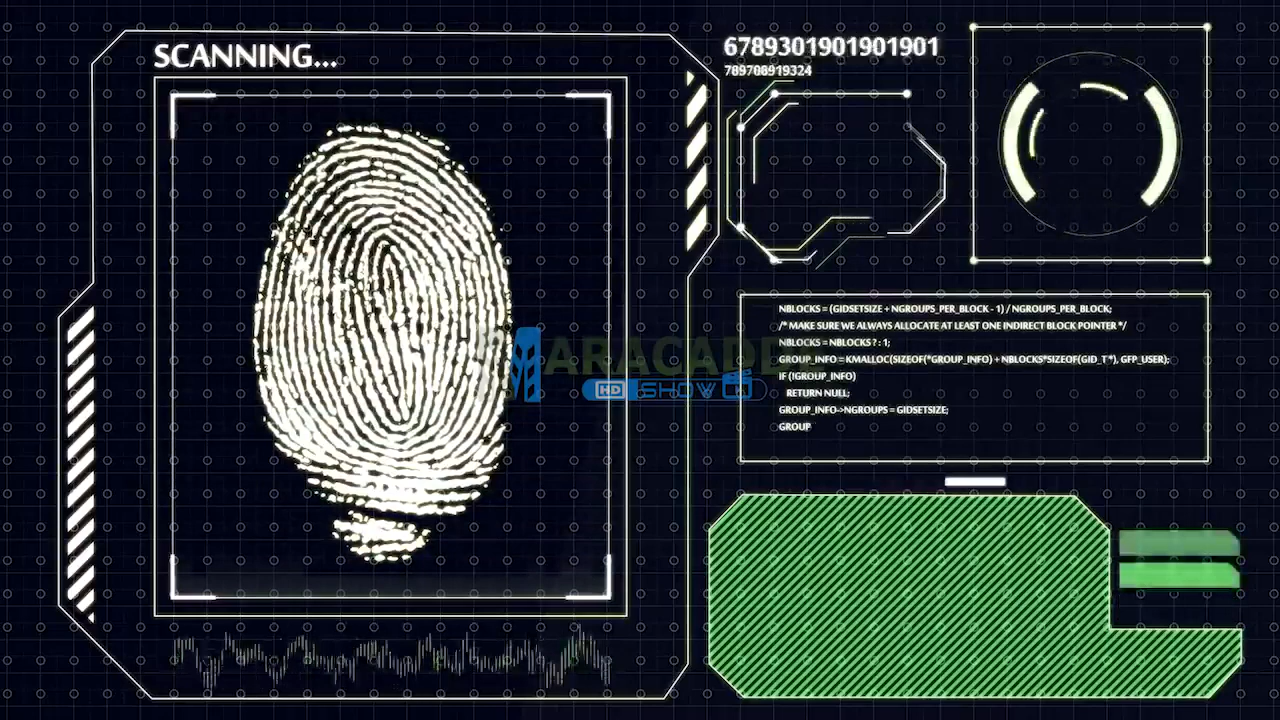 SCANNING...
6789301901901901
789708919324
NBLOCKS = (GIDSETSIZE + NGROUPS_PER_BLOCK - 1) / NGROUPS_PER_BLOCK;
/* MAKE SURE WE ALWAYS ALLOCATE AT LEAST ONE INDIRECT BLOCK POINTER */
NBLOCKS = NBLOCKS ? : 1;
GROUP_INFO = KMALLOC(SIZEOF(*GROUP_INFO) + NBLOCKS*SIZEOF(GID_T*), GFP_USER);
IF (!GROUP_INFO)
RETURN NULL;
GROUP_INFO->NGROUPS = GIDSETSIZE;
GROUP
MARACADE
HD SHOW